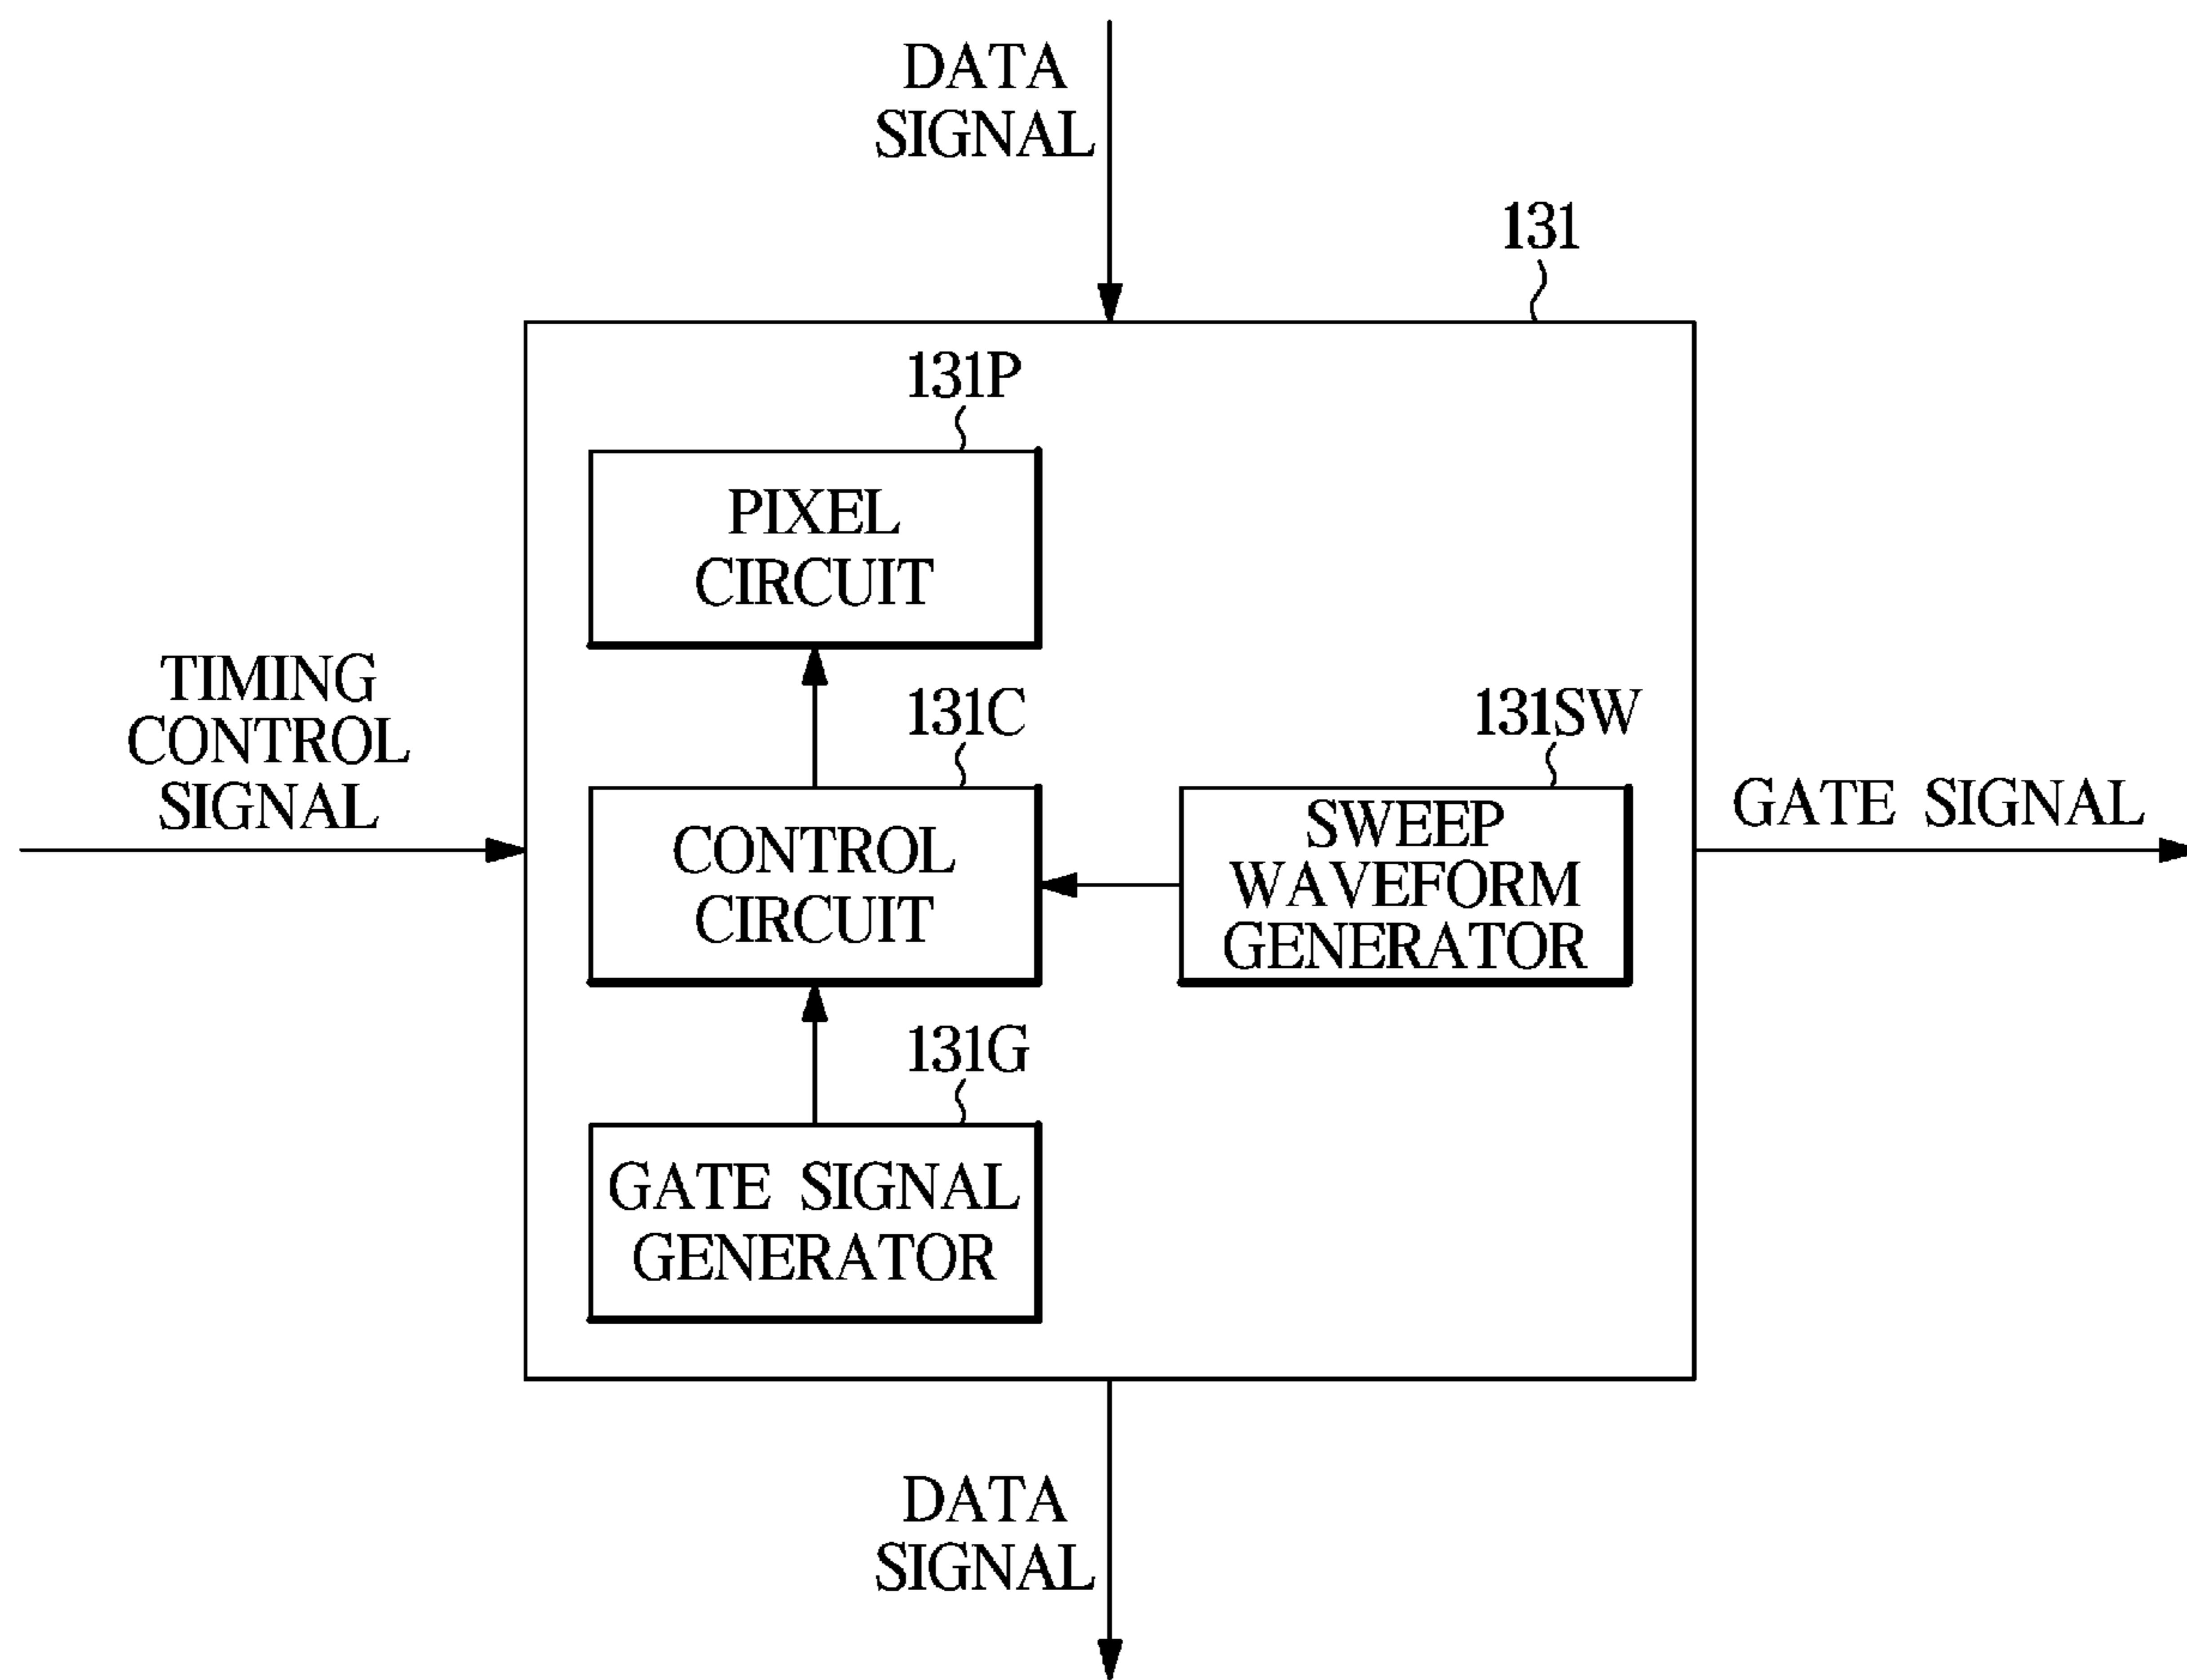 DATA
SIGNAL
131
131P
PIXEL
CIRCUIT
TIMING
CONTROL
SIGNAL
131C
CONTROL
CIRCUIT
131SW
SWEEP
WAVEFORM
GENERATOR
GATE SIGNAL
131G
GATE SIGNAL
GENERATOR
DATA
SIGNAL